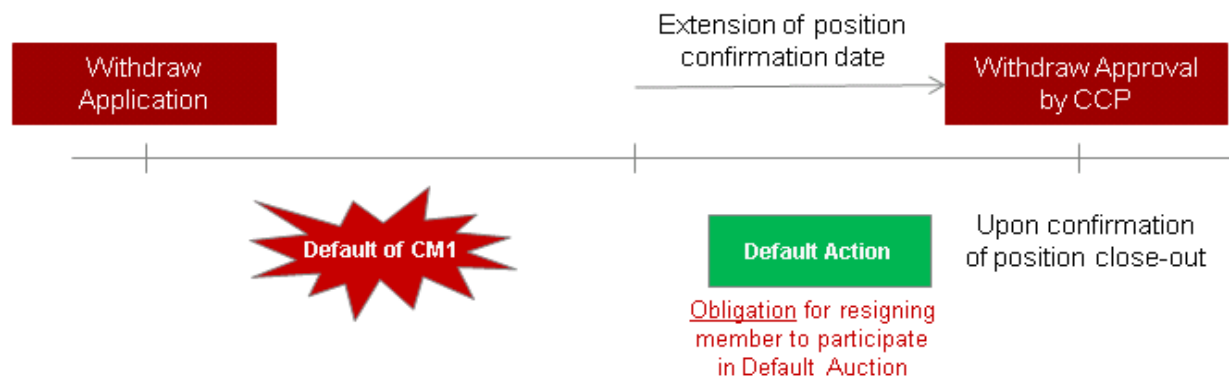 Extension of position
confirmation date
Withdraw
Application
Withdraw Approval
by CCP
Default of CM1
Default Action
Upon confirmation
of position close-out
Obligation for resigning
member to participate
in Default Auction